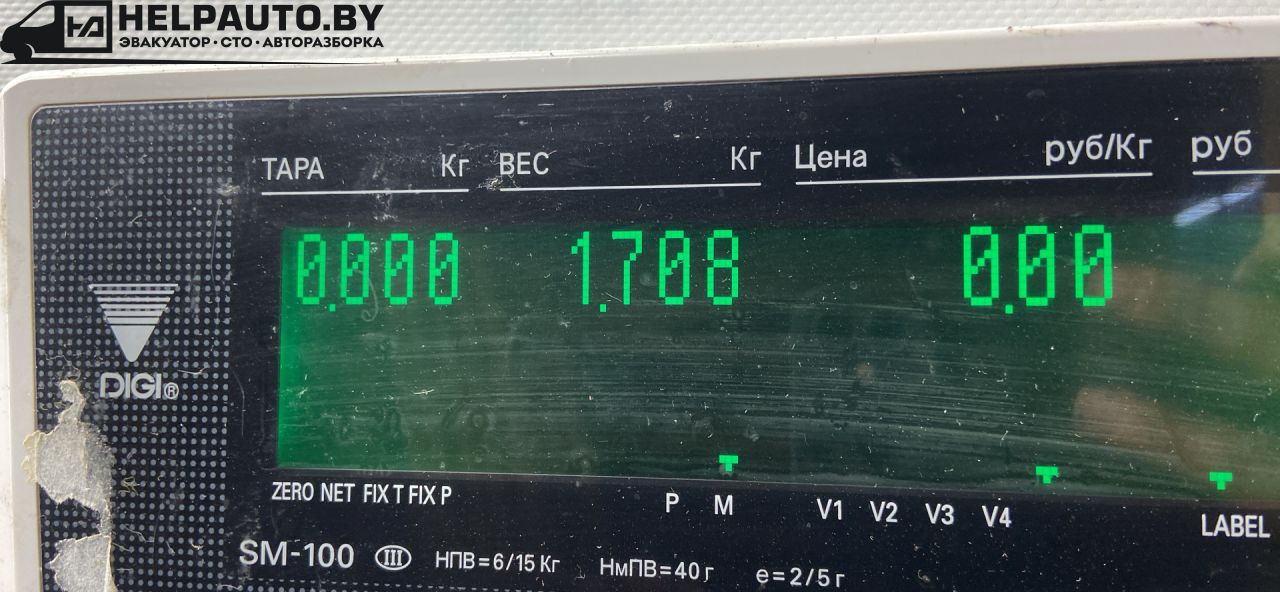 HELPAUTO.BY
ЭВАКУАТОР · СТО · АВТОРАЗБОРКА
ТАРА Кг ВЕС Кг Цена руб/Кг руб
0.000 1.708 0.00
DIGI®
ZERO NET FIX T FIX P P M V1 V2 V3 V4 LABEL
SM-100 III НПВ=6/15 Кг НмПВ=40 г е=2/5 г